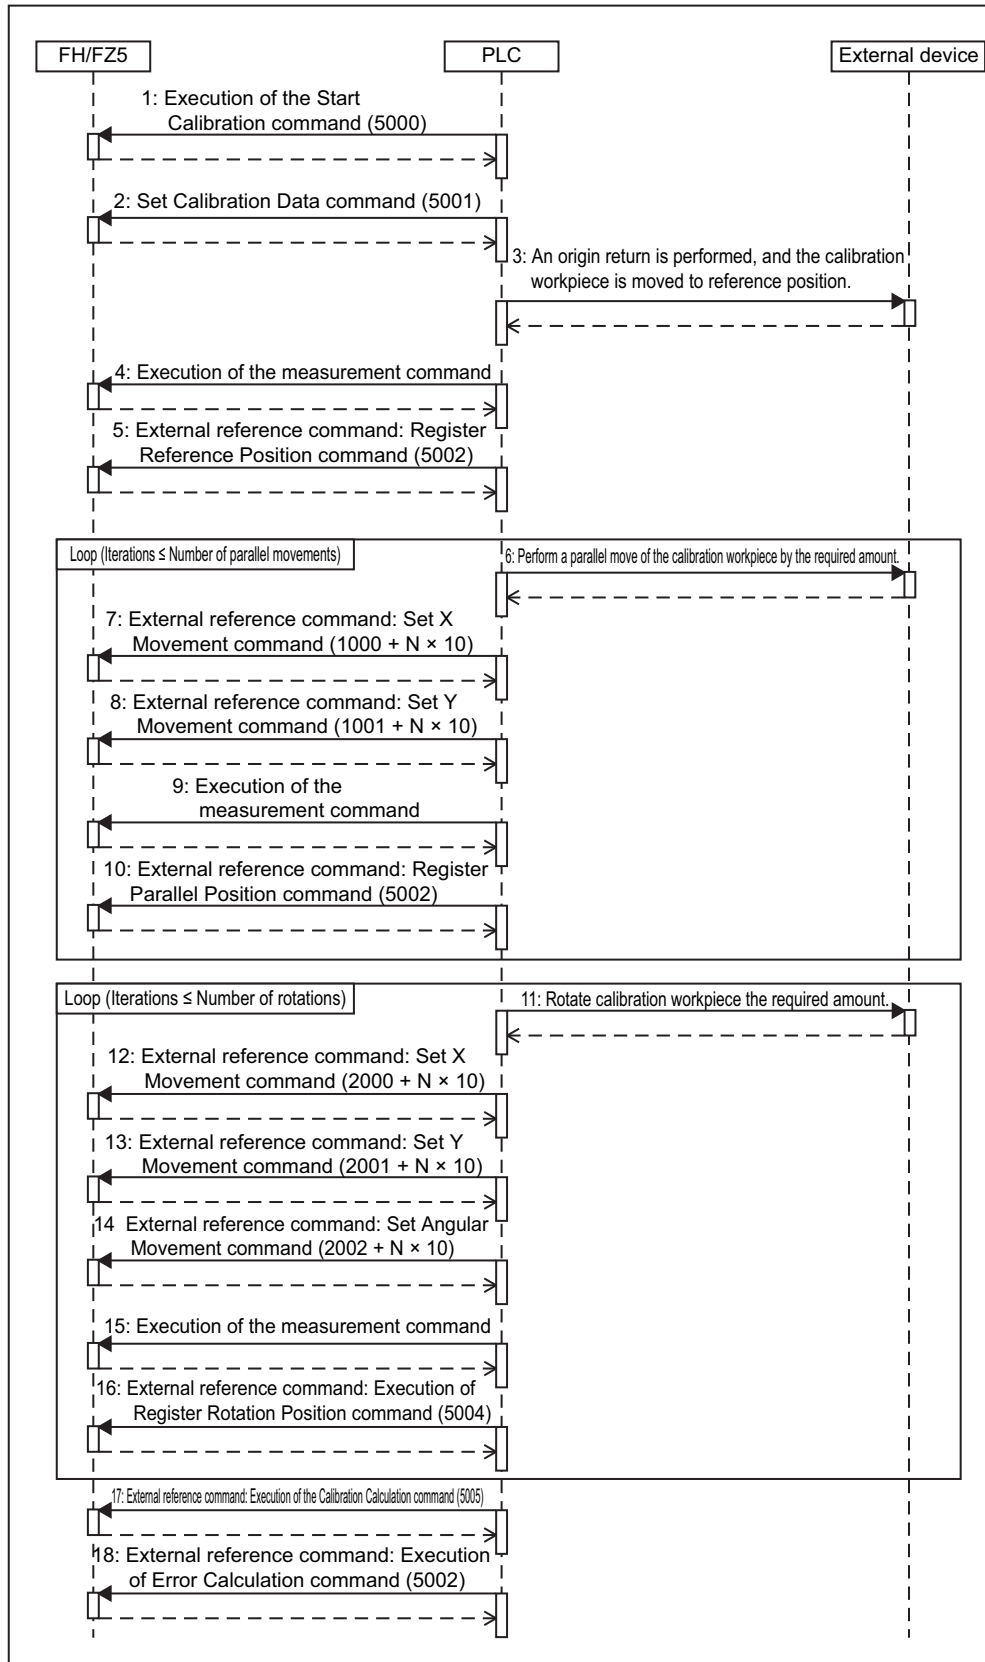 FH/FZ5
PLC
External device
1: Execution of the Start
Calibration command (5000)
2: Set Calibration Data command (5001)
3: An origin return is performed, and the calibration
workpiece is moved to reference position.
4: Execution of the measurement command
5: External reference command: Register
Reference Position command (5002)
Loop (Iterations ≤ Number of parallel movements)
6: Perform a parallel move of the calibration workpiece by the required amount.
7: External reference command: Set X
Movement command (1000 + N × 10)
8: External reference command: Set Y
Movement command (1001 + N × 10)
9: Execution of the
measurement command
10: External reference command: Register
Parallel Position command (5002)
Loop (Iterations ≤ Number of rotations)
11: Rotate calibration workpiece the required amount.
12: External reference command: Set X
Movement command (2000 + N × 10)
13: External reference command: Set Y
Movement command (2001 + N × 10)
14 External reference command: Set Angular
Movement command (2002 + N × 10)
15: Execution of the measurement command
16: External reference command: Execution of
Register Rotation Position command (5004)
17: External reference command: Execution of the Calibration Calculation command (5005)
18: External reference command: Execution
of Error Calculation command (5002)